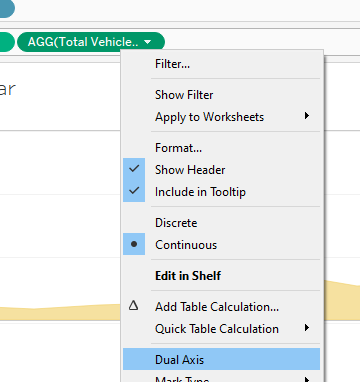 AGG(Total Vehicle..
ar
Filter...
Show Filter
Apply to Worksheets
Format...
Show Header
Include in Tooltip
Discrete
Continuous
Edit in Shelf
Add Table Calculation...
Quick Table Calculation
Dual Axis
Mark Type